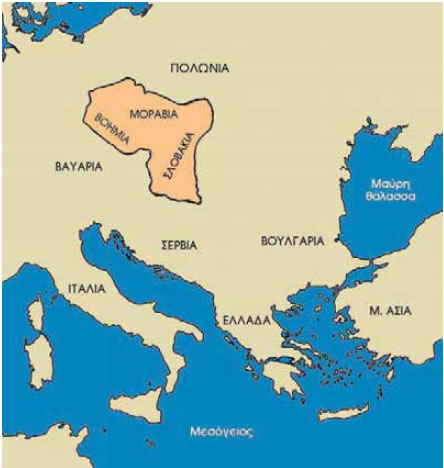 ΠΟΛΩΝΙΑ
ΜΟΡΑΒΙΑ
ΒΟΗΜΙΑ
ΣΛΟΒΑΚΙΑ
ΒΑΥΑΡΙΑ
Μαύρη
θάλασσα
ΣΕΡΒΙΑ
ΒΟΥΛΓΑΡΙΑ
ΙΤΑΛΙΑ
ΕΛΛΑΔΑ
Μ. ΑΣΙΑ
Μεσόγειος